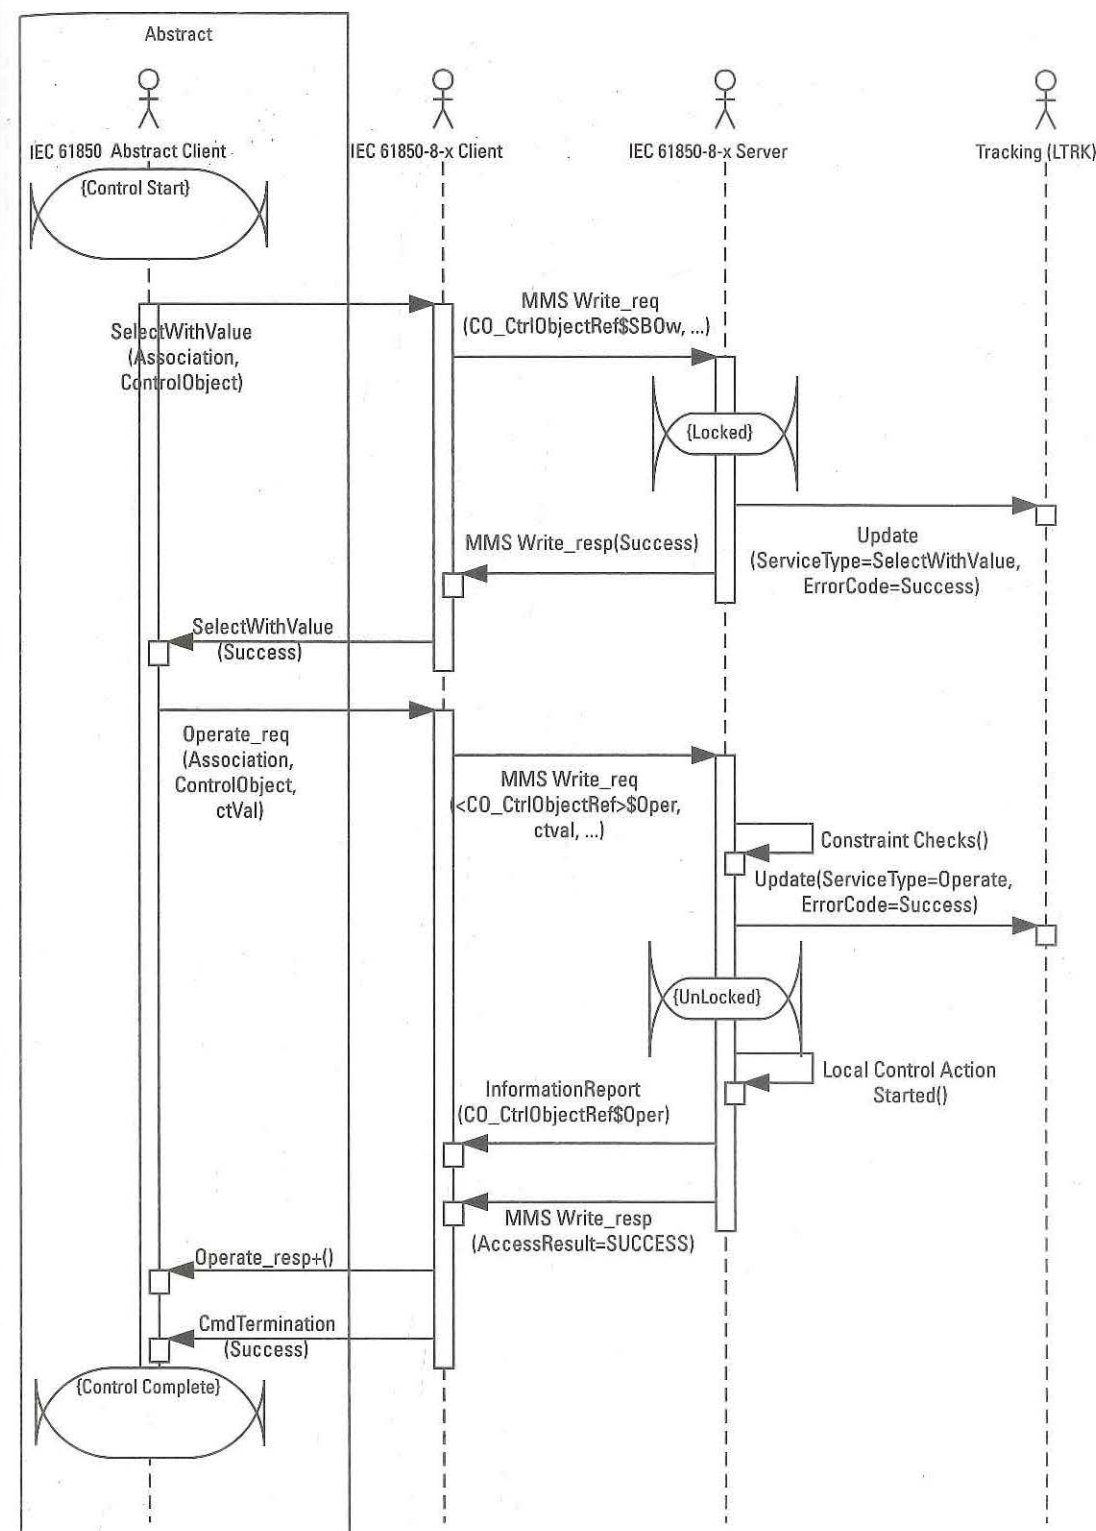 Abstract
IEC 61850 Abstract Client
IEC 61850-8-x Client
IEC 61850-8-x Server
Tracking (LTRK)
{Control Start}
SelectWithValue
(Association,
ControlObject)
MMS Write_req
(CO_CtrlObjectRef$SBOw, ...)
{Locked}
Update
(ServiceType=SelectWithValue,
ErrorCode=Success)
MMS Write_resp(Success)
SelectWithValue
(Success)
Operate_req
(Association,
ControlObject,
ctVal)
MMS Write_req
(<CO_CtrlObjectRef>$Oper,
ctval, ...)
Constraint Checks()
Update(ServiceType=Operate,
ErrorCode=Success)
{UnLocked}
Local Control Action
Started()
InformationReport
(CO_CtrlObjectRef$Oper)
MMS Write_resp
(AccessResult=SUCCESS)
Operate_resp+()
CmdTermination
(Success)
{Control Complete}